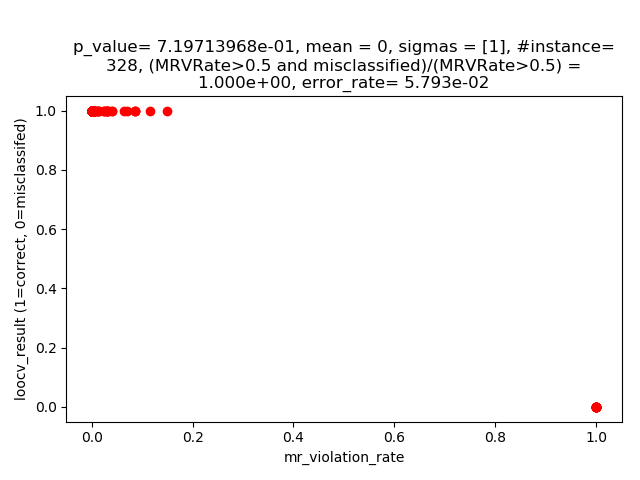 p_value= 7.19713968e-01, mean = 0, sigmas = [1], #instance=
328, (MRVRate>0.5 and misclassified)/(MRVRate>0.5) =
1.000e+00, error_rate= 5.793e-02
1.0
0.8
0.6
0.4
0.2
0.0
loocv_result (1=correct, 0=misclassifed)
0.0 0.2 0.4 0.6 0.8 1.0
mr_violation_rate